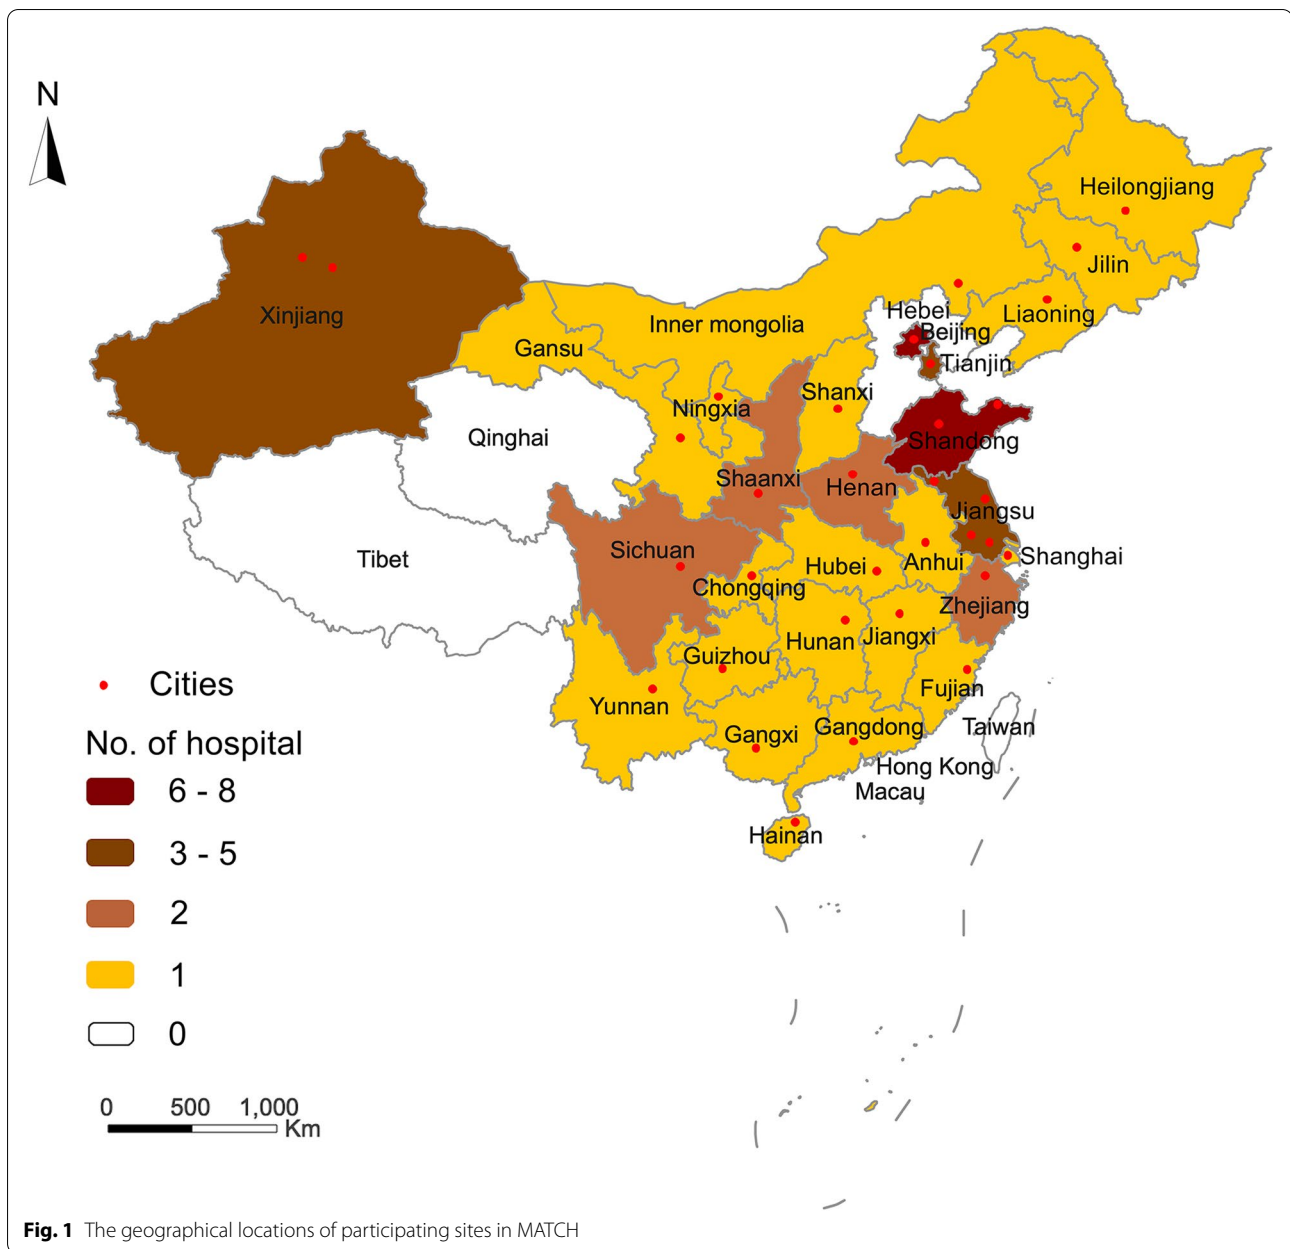 N
Heilongjiang
Jilin
Xinjiang
Hebei
Liaoning
Inner mongolia
Beijing
Gansu
Tianjin
Shanxi
Ningxia
Qinghai
Shandong
Shaanxi
Henan
Jiangsu
Sichuan
Tibet
Hubei
Anhui
Shanghai
Chongqing
Zhejiang
Hunan
Jiangxi
Guizhou
Fujian
Yunnan
Gangxi
Gangdong
Taiwan
Hong Kong
Macau
Hainan
Cities
No. of hospital
6 - 8
3 - 5
2
1
0
0 500 1,000
Km
Fig. 1 The geographical locations of participating sites in MATCH